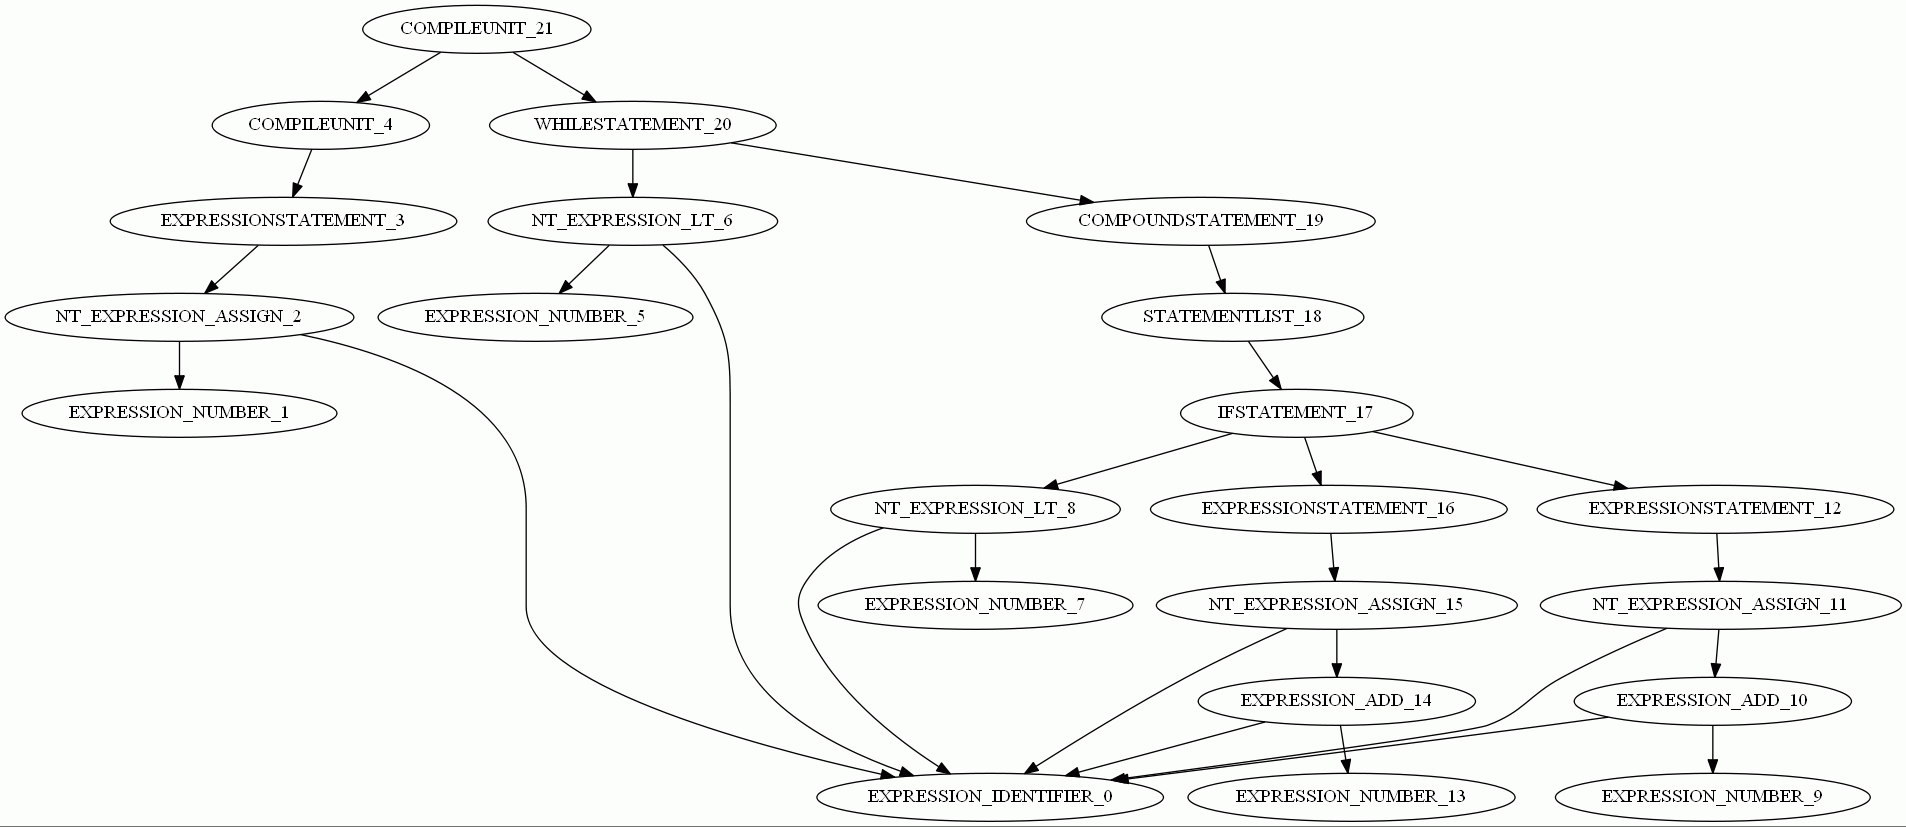 COMPILEUNIT_21
COMPILEUNIT_4
WHILESTATEMENT_20
EXPRESSIONSTATEMENT_3
NT_EXPRESSION_LT_6
COMPOUNDSTATEMENT_19
NT_EXPRESSION_ASSIGN_2
EXPRESSION_NUMBER_5
STATEMENTLIST_18
EXPRESSION_NUMBER_1
IFSTATEMENT_17
NT_EXPRESSION_LT_8
EXPRESSIONSTATEMENT_16
EXPRESSIONSTATEMENT_12
EXPRESSION_NUMBER_7
NT_EXPRESSION_ASSIGN_15
NT_EXPRESSION_ASSIGN_11
EXPRESSION_ADD_14
EXPRESSION_ADD_10
EXPRESSION_IDENTIFIER_0
EXPRESSION_NUMBER_13
EXPRESSION_NUMBER_9